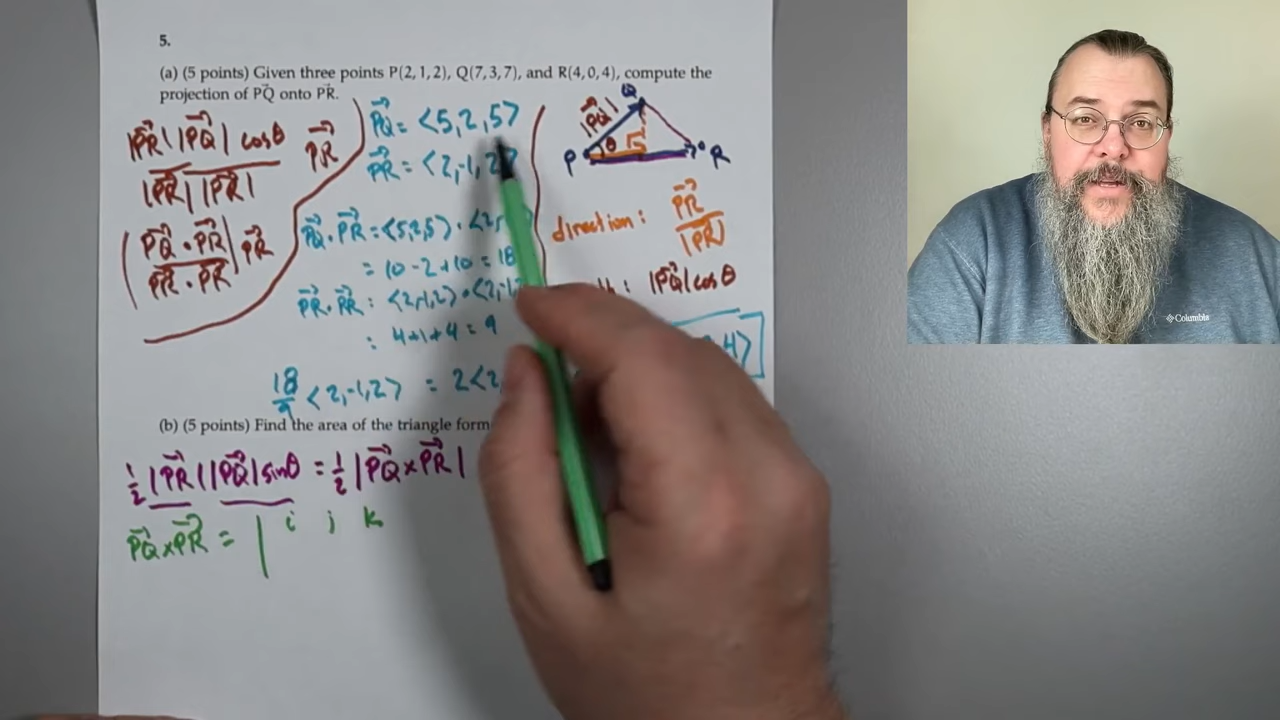 5.
(a) (5 points) Given three points P(2, 1, 2), Q(7, 3, 7), and R(4, 0, 4), compute the
projection of PQ⃗ onto PR⃗.
|PR⃗| |PQ⃗| cosθ / |PR⃗| |PR⃗| PR⃗
(PQ⃗ · PR⃗ / PR⃗ · PR⃗) PR⃗
PQ⃗ = <5, 2, 5>
PR⃗ = <2, -1, 2>
PQ⃗ · PR⃗ = <5,2,5> · <2,
= 10 - 2 + 10 = 18
PR⃗ · PR⃗ : <2,-1,2> · <2,-1,2
: 4+1+4 = 9
18/9 <2,-1,2> = 2<2,
|PQ⃗|
Q
θ
P
R
direction: PR⃗ / |PR⃗|
: |PQ⃗| cosθ
4>
(b) (5 points) Find the area of the triangle
1/2 |PR⃗| |PQ⃗| sinθ = 1/2 |PQ⃗ × PR⃗|
PQ⃗ × PR⃗ = | i j k
Columbia